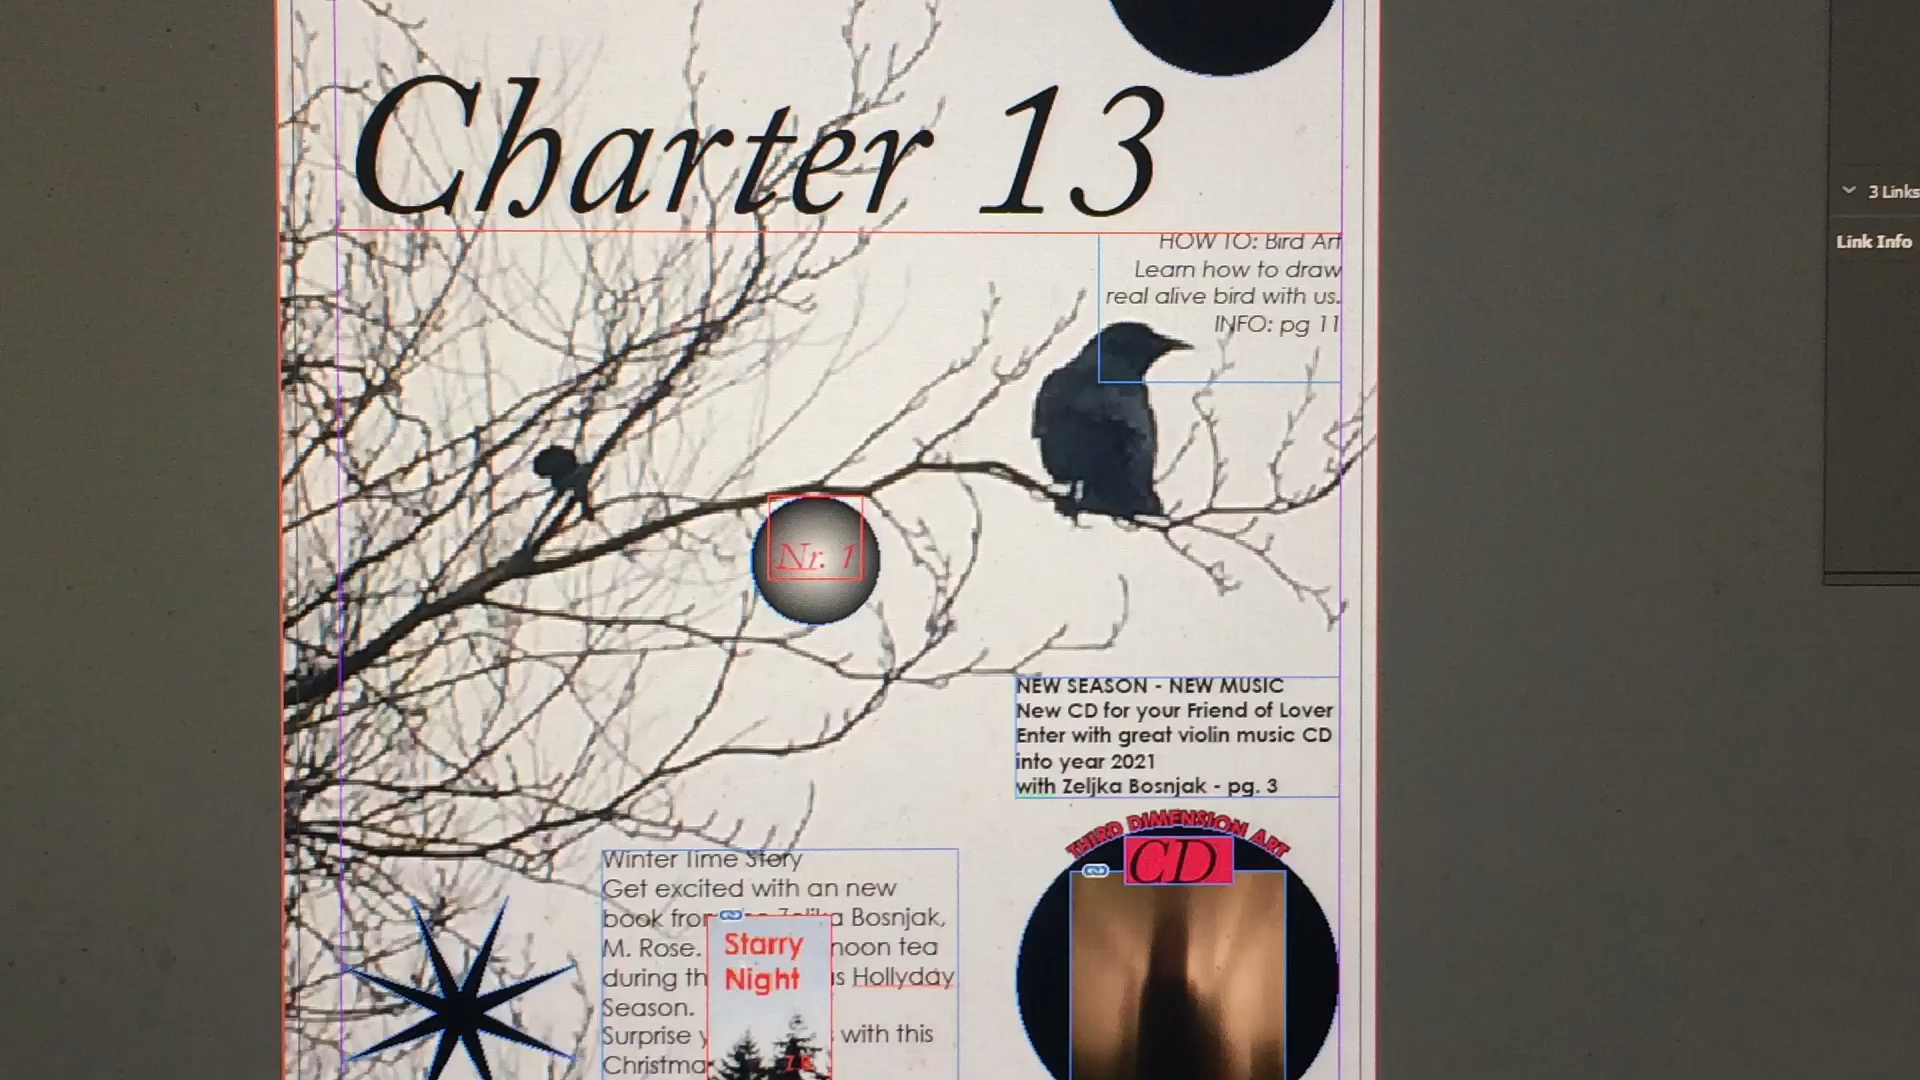 Charter 13
HOW TO: Bird Art
Learn how to draw
real alive bird with us.
INFO: pg 11
3 Links
Link Info
Nr. 1
NEW SEASON - NEW MUSIC
New CD for your Friend of Lover
Enter with great violin music CD
into year 2021
with Zeljka Bosnjak - pg. 3
THIRD DIMENSION ART
CD
Winter Time Story
Get excited with an new
book Bosnjak,
M. Rose. noon tea
during Hollyday
Season.
Surprise with this
Starry
Night